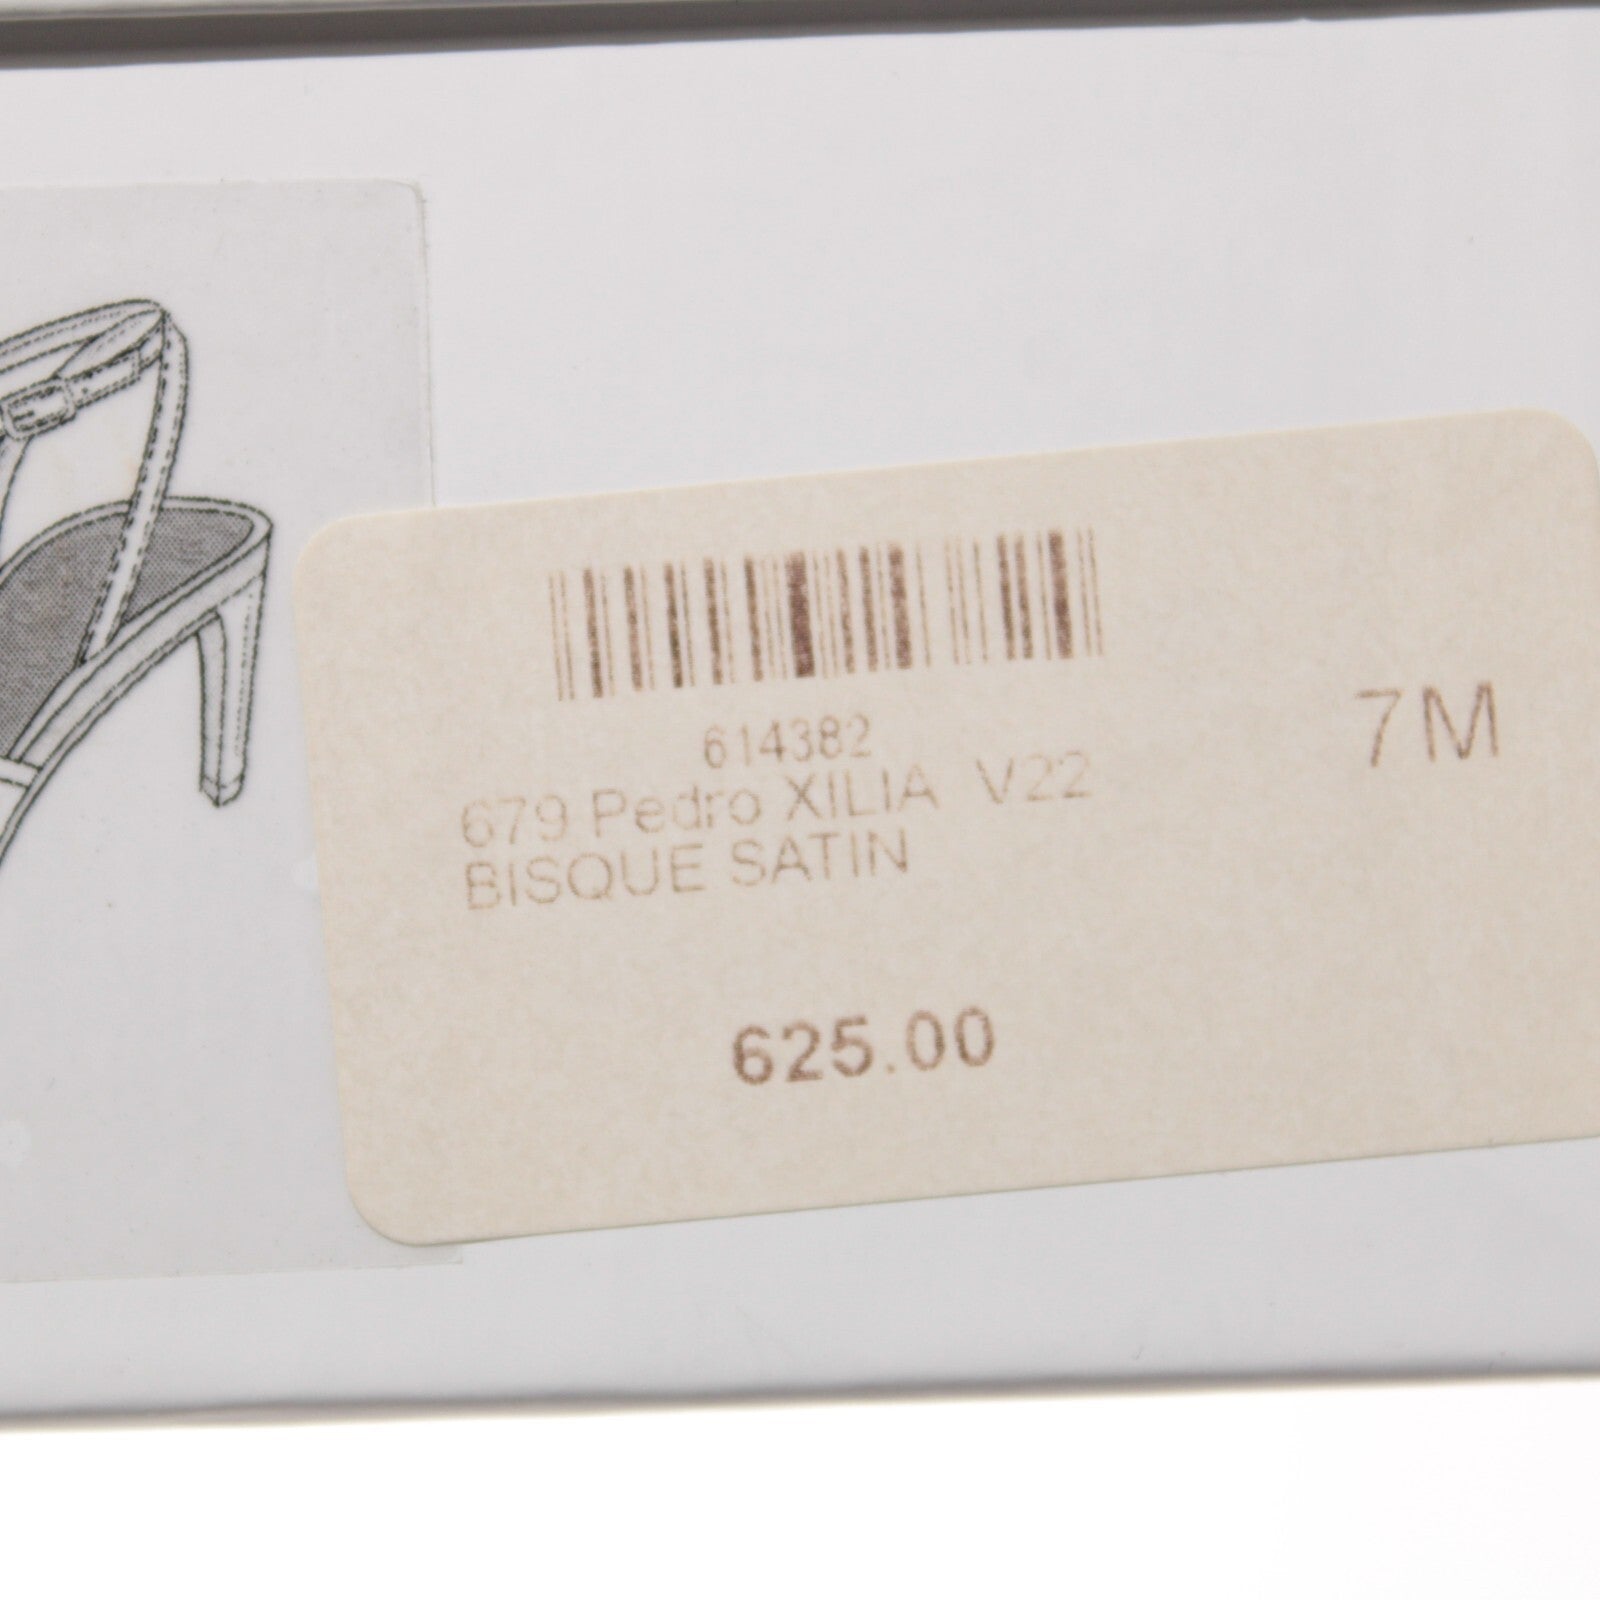 614382
679 Pedro XILIA V22
BISQUE SATIN
7M
625.00